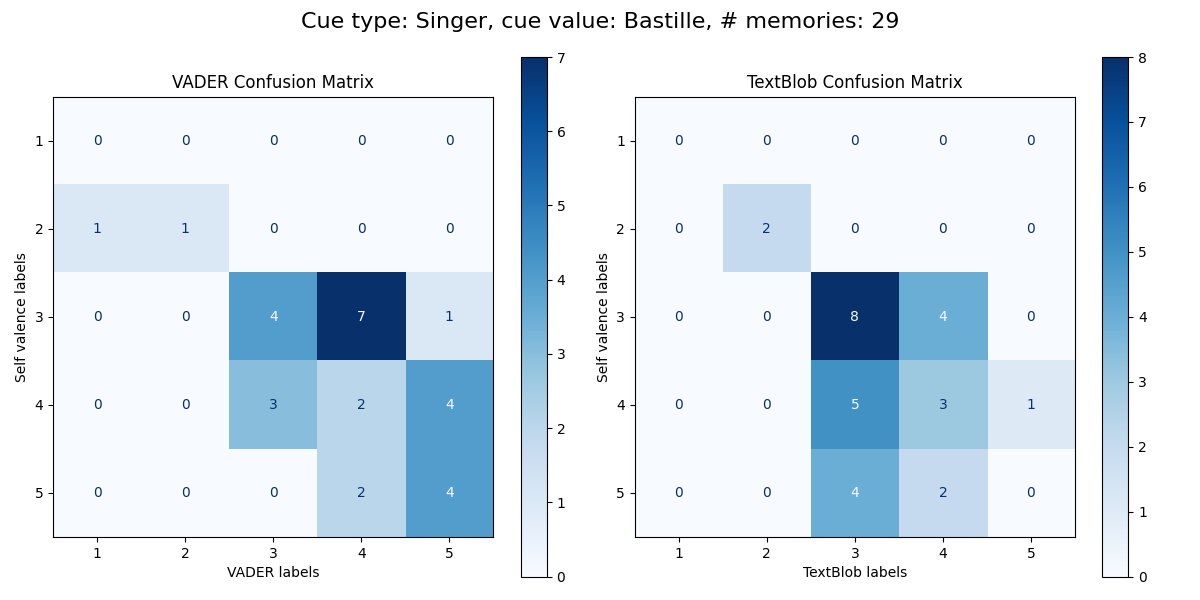 Cue type: Singer, cue value: Bastille, # memories: 29
VADER Confusion Matrix
Self valence labels
1 0 0 0 0 0
2 1 1 0 0 0
3 0 0 4 7 1
4 0 0 3 2 4
5 0 0 0 2 4
1 2 3 4 5
VADER labels
7
6
5
4
3
2
1
0
TextBlob Confusion Matrix
Self valence labels
1 0 0 0 0 0
2 0 2 0 0 0
3 0 0 8 4 0
4 0 0 5 3 1
5 0 0 4 2 0
1 2 3 4 5
TextBlob labels
8
7
6
5
4
3
2
1
0